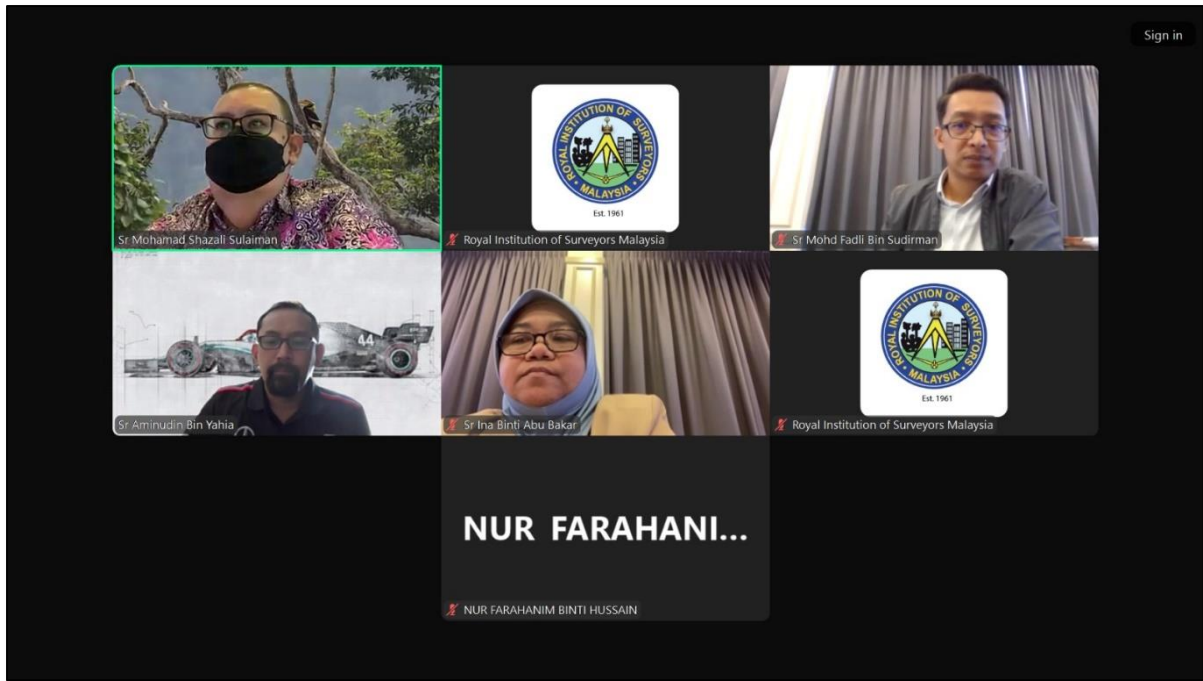 Sign in
Sr Mohamad Shazali Sulaiman
ROYAL INSTITUTION OF SURVEYORS
MALAYSIA
Est. 1961
Royal Institution of Surveyors Malaysia
Sr Mohd Fadli Bin Sudirman
44
Sr Aminudin Bin Yahia
Sr Ina Binti Abu Bakar
ROYAL INSTITUTION OF SURVEYORS
MALAYSIA
Est. 1961
Royal Institution of Surveyors Malaysia
NUR FARAHANI...
NUR FARAHANIM BINTI HUSSAIN